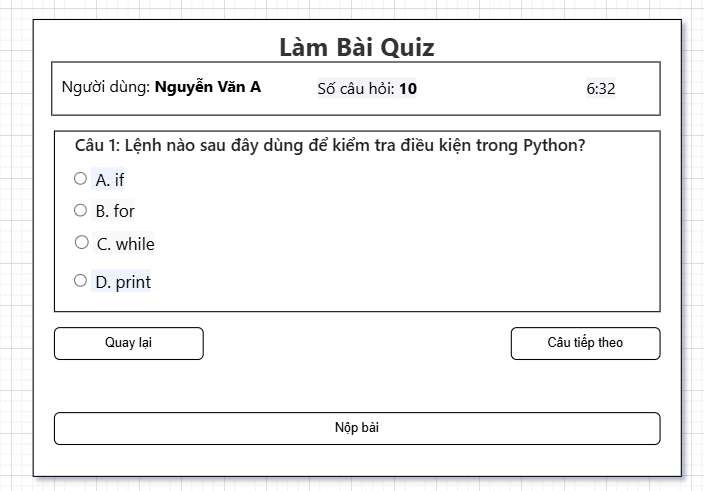 Làm Bài Quiz
Người dùng: Nguyễn Văn A Số câu hỏi: 10 6:32
Câu 1: Lệnh nào sau đây dùng để kiểm tra điều kiện trong Python?
A. if
B. for
C. while
D. print
Quay lại Câu tiếp theo
Nộp bài